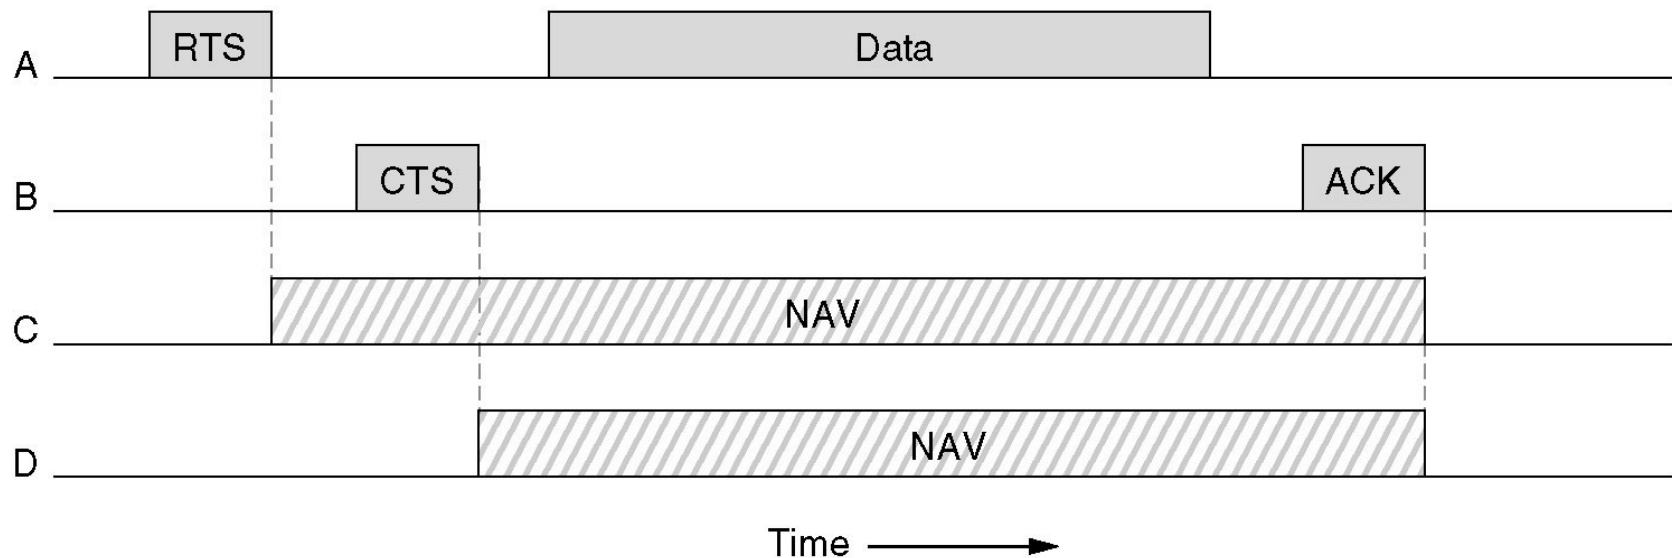 A RTS Data
B CTS ACK
C NAV
D NAV
Time